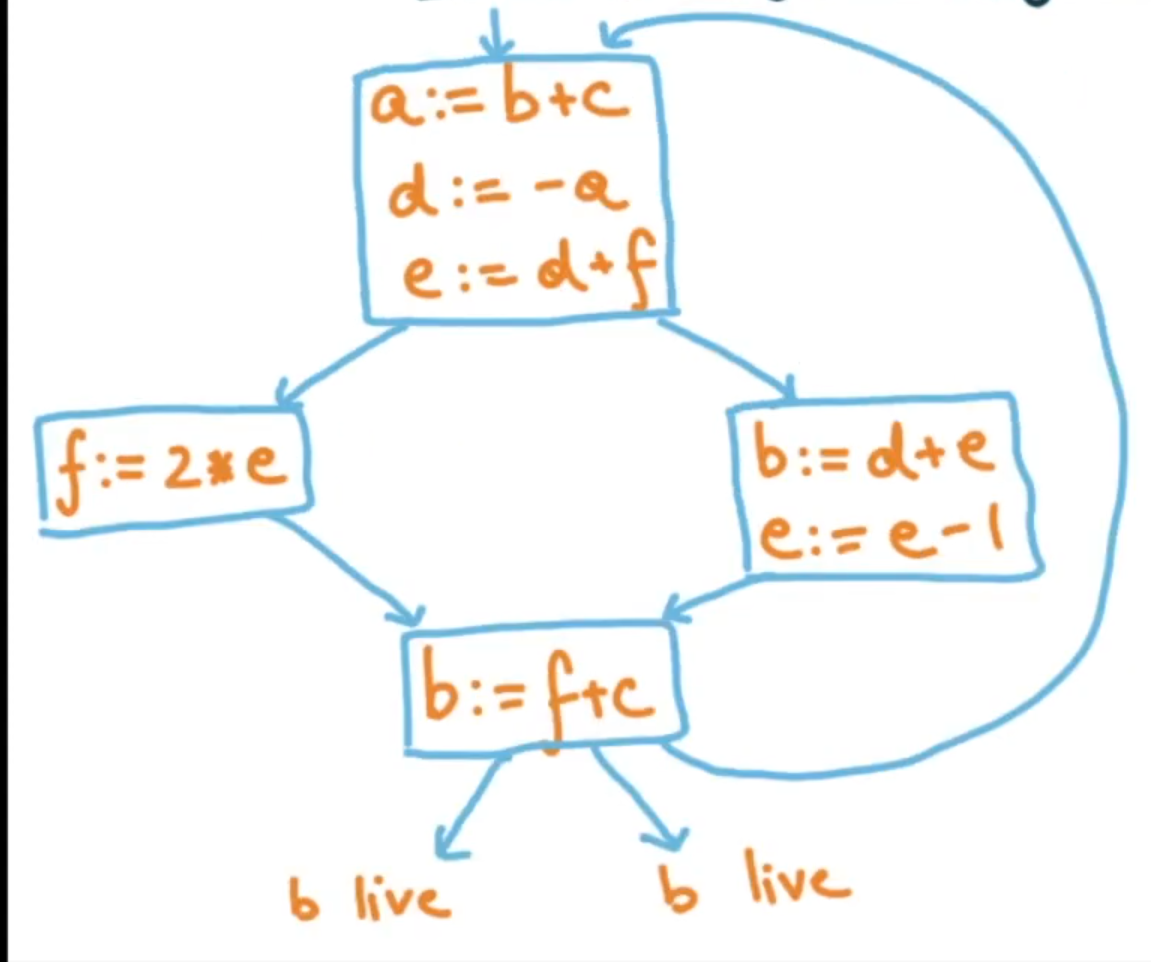 a:= b+c
d:= -a
e:= d+f
f:= 2*e
b:= d+e
e:= e-1
b:= f+c
b live
b live